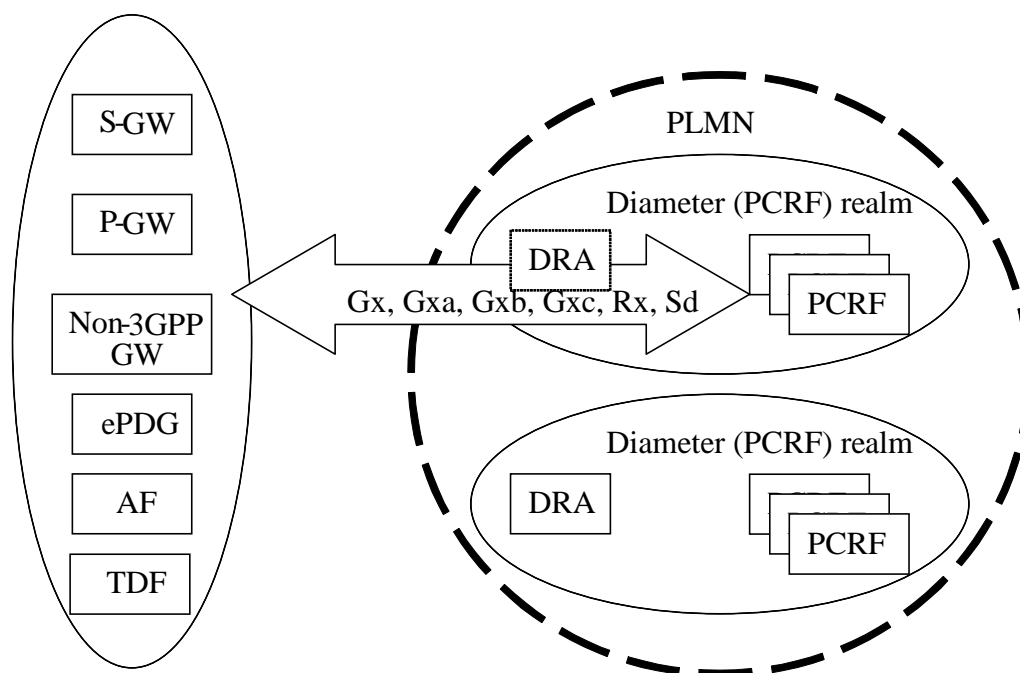 S-GW
P-GW
Non-3GPP
GW
ePDG
AF
TDF
PLMN
Diameter (PCRF) realm
DRA
Gx, Gxa, Gxb, Gxc, Rx, Sd
PCRF
Diameter (PCRF) realm
DRA
PCRF